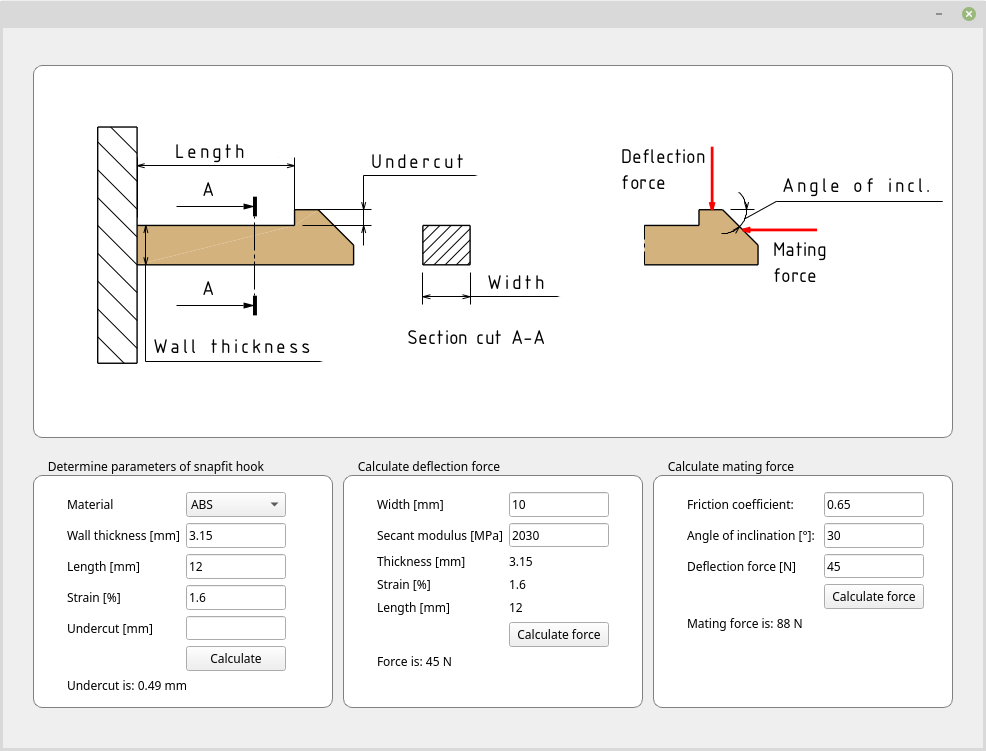 Length
Undercut
A
A
Wall thickness
Width
Section cut A-A
Deflection
force
Angle of incl.
Mating
force
Determine parameters of snapfit hook
Material ABS
Wall thickness [mm] 3.15
Length [mm] 12
Strain [%] 1.6
Undercut [mm]
Calculate
Undercut is: 0.49 mm
Calculate deflection force
Width [mm] 10
Secant modulus [MPa] 2030
Thickness [mm] 3.15
Strain [%] 1.6
Length [mm] 12
Calculate force
Force is: 45 N
Calculate mating force
Friction coefficient: 0.65
Angle of inclination [°]: 30
Deflection force [N] 45
Calculate force
Mating force is: 88 N